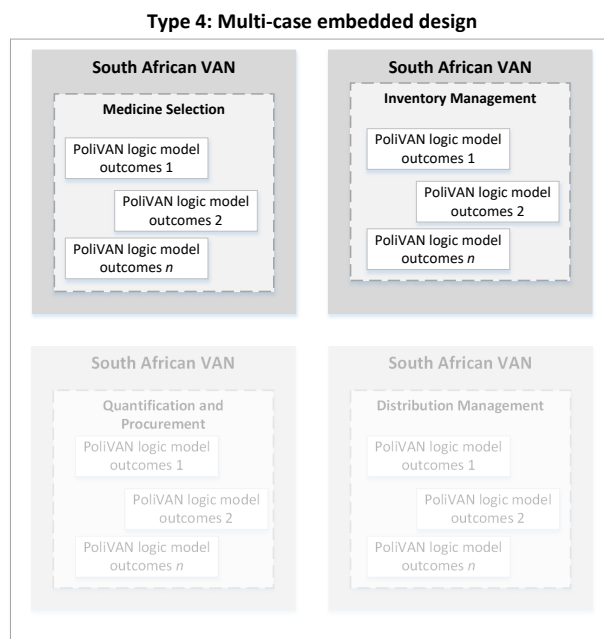 Type 4: Multi-case embedded design
South African VAN
Medicine Selection
PoliVAN logic model
outcomes 1
PoliVAN logic model
outcomes 2
PoliVAN logic model
outcomes n
South African VAN
Inventory Management
PoliVAN logic model
outcomes 1
PoliVAN logic model
outcomes 2
PoliVAN logic model
outcomes n
South African VAN
Quantification and
Procurement
PoliVAN logic model
outcomes 1
PoliVAN logic model
outcomes 2
PoliVAN logic model
outcomes n
South African VAN
Distribution Management
PoliVAN logic model
outcomes 1
PoliVAN logic model
outcomes 2
PoliVAN logic model
outcomes n